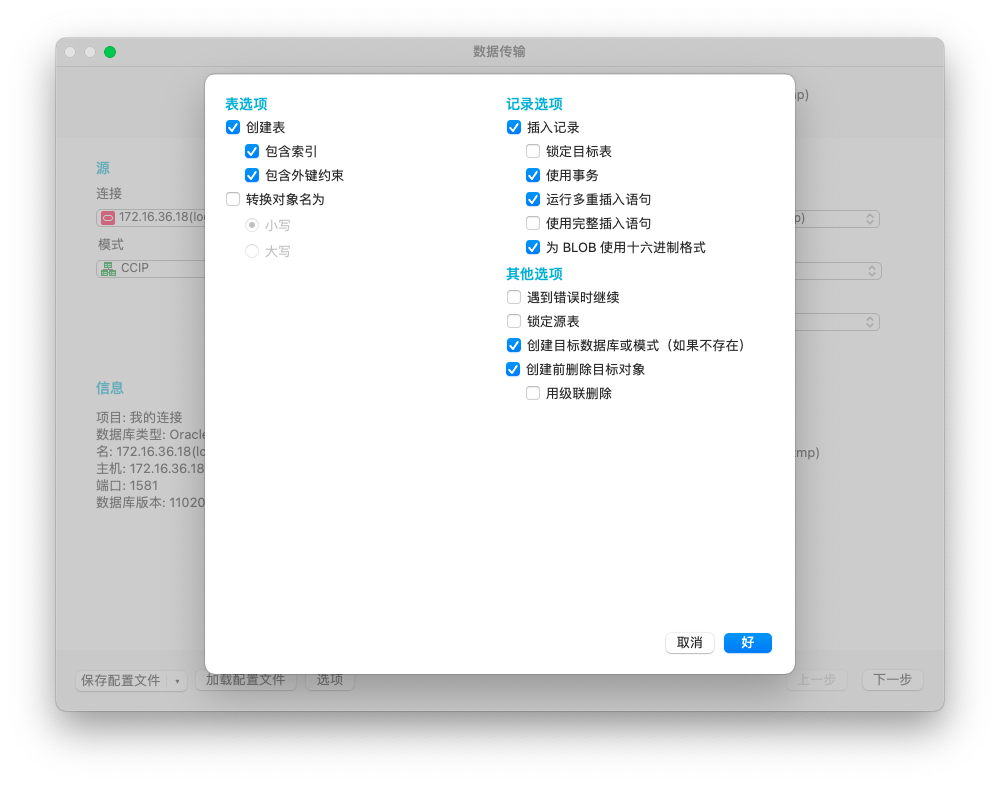 数据传输
表选项
创建表
包含索引
包含外键约束
转换对象名为
小写
大写
记录选项
插入记录
锁定目标表
使用事务
运行多重插入语句
使用完整插入语句
为 BLOB 使用十六进制格式
其他选项
遇到错误时继续
锁定源表
创建目标数据库或模式（如果不存在）
创建前删除目标对象
用级联删除
取消
好
源
连接
172.16.36.18(loc
模式
CCIP
信息
项目: 我的连接
数据库类型: Oracle
名: 172.16.36.18(lo
主机: 172.16.36.18
端口: 1581
数据库版本: 11020
mp)
保存配置文件
加载配置文件
选项
上一步
下一步